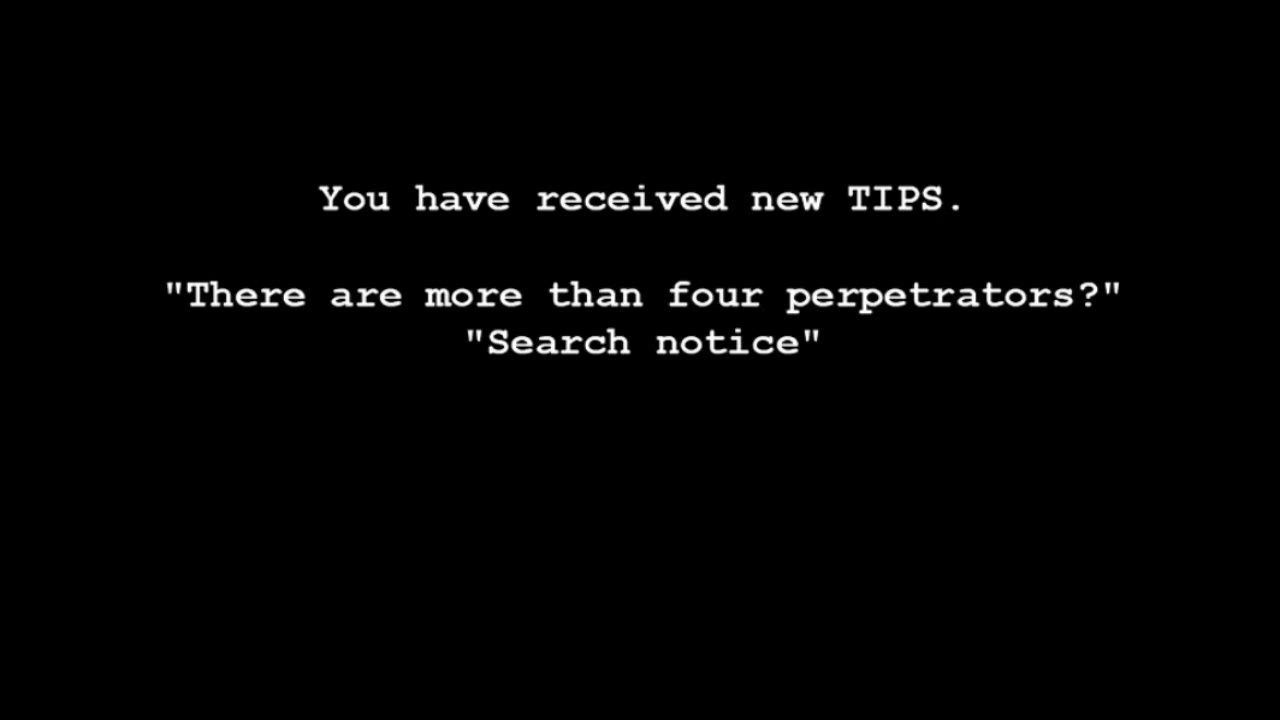 You have received new TIPS.
"There are more than four perpetrators?"
"Search notice"